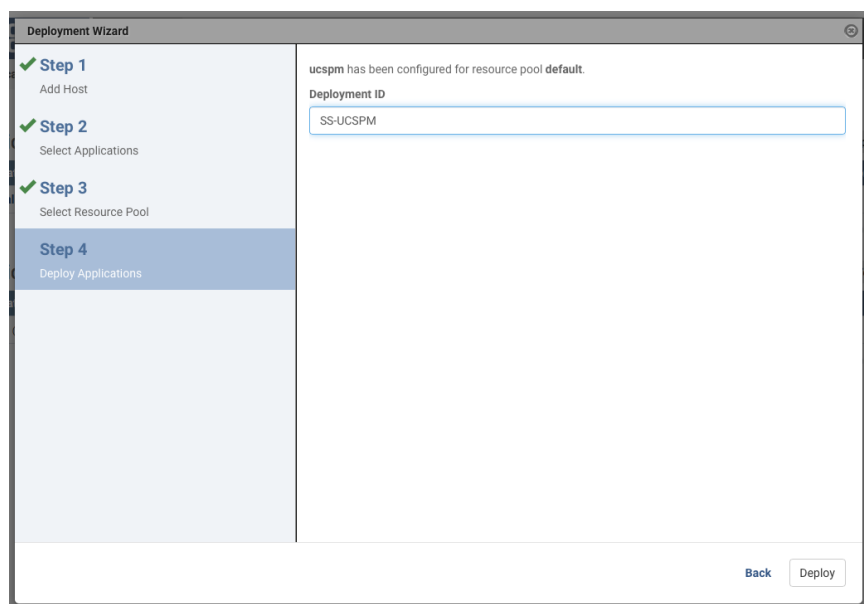 Deployment Wizard
Step 1
Add Host
Step 2
Select Applications
Step 3
Select Resource Pool
Step 4
Deploy Applications
ucspm has been configured for resource pool default.
Deployment ID
SS-UCSPM
Back
Deploy